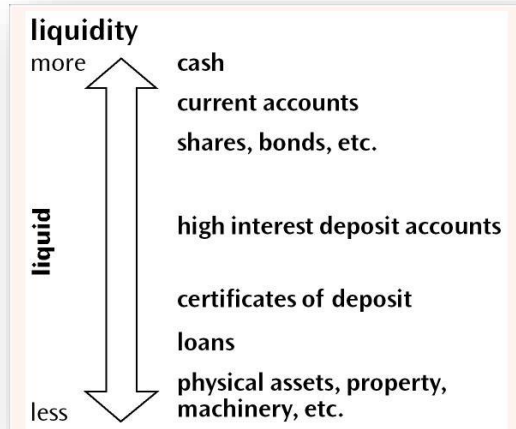 liquidity
more
cash
current accounts
shares, bonds, etc.
liquid
high interest deposit accounts
certificates of deposit
loans
physical assets, property,
machinery, etc.
less